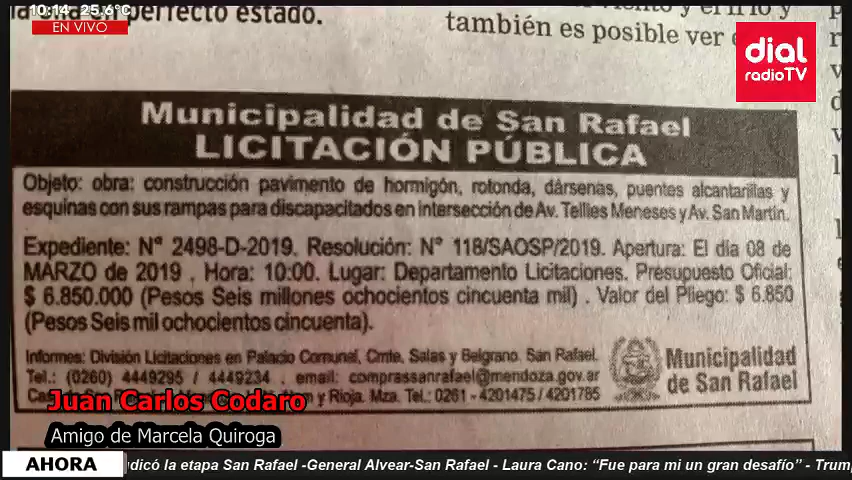 10:14 25.6°C
EN VIVO
en perfecto estado.
también es posible ver
dial
radioTV
Municipalidad de San Rafael
LICITACIÓN PÚBLICA
Objeto: obra: construcción pavimento de hormigón, rotonda, dársenas, puentes alcantarillas y
esquinas con sus rampas para discapacitados en intersección de Av. Tellies Meneses y Av. San Martín.
Expediente: Nº 2498-D-2019. Resolución: Nº 118/SAOSP/2019. Apertura: El día 08 de
MARZO de 2019 . Hora: 10:00. Lugar: Departamento Licitaciones. Presupuesto Oficial:
$ 6.850.000 (Pesos Seis millones ochocientos cincuenta mil) . Valor del Pliego: $ 6.850
(Pesos Seis mil ochocientos cincuenta).
Informes: División Licitaciones en Palacio Comunal, Cmte. Salas y Belgrano. San Rafael.
Tel.: (0260) 4449295 / 4449234 . email: comprassanrafael@mendoza.gov.ar
y Rioja. Mza. Tel.: 0261 - 4201475 / 4201785
Municipalidad
de San Rafael
Juan Carlos Codaro
Amigo de Marcela Quiroga
AHORA
udicó la etapa San Rafael -General Alvear-San Rafael - Laura Cano: “Fue para mi un gran desafío” - Trump